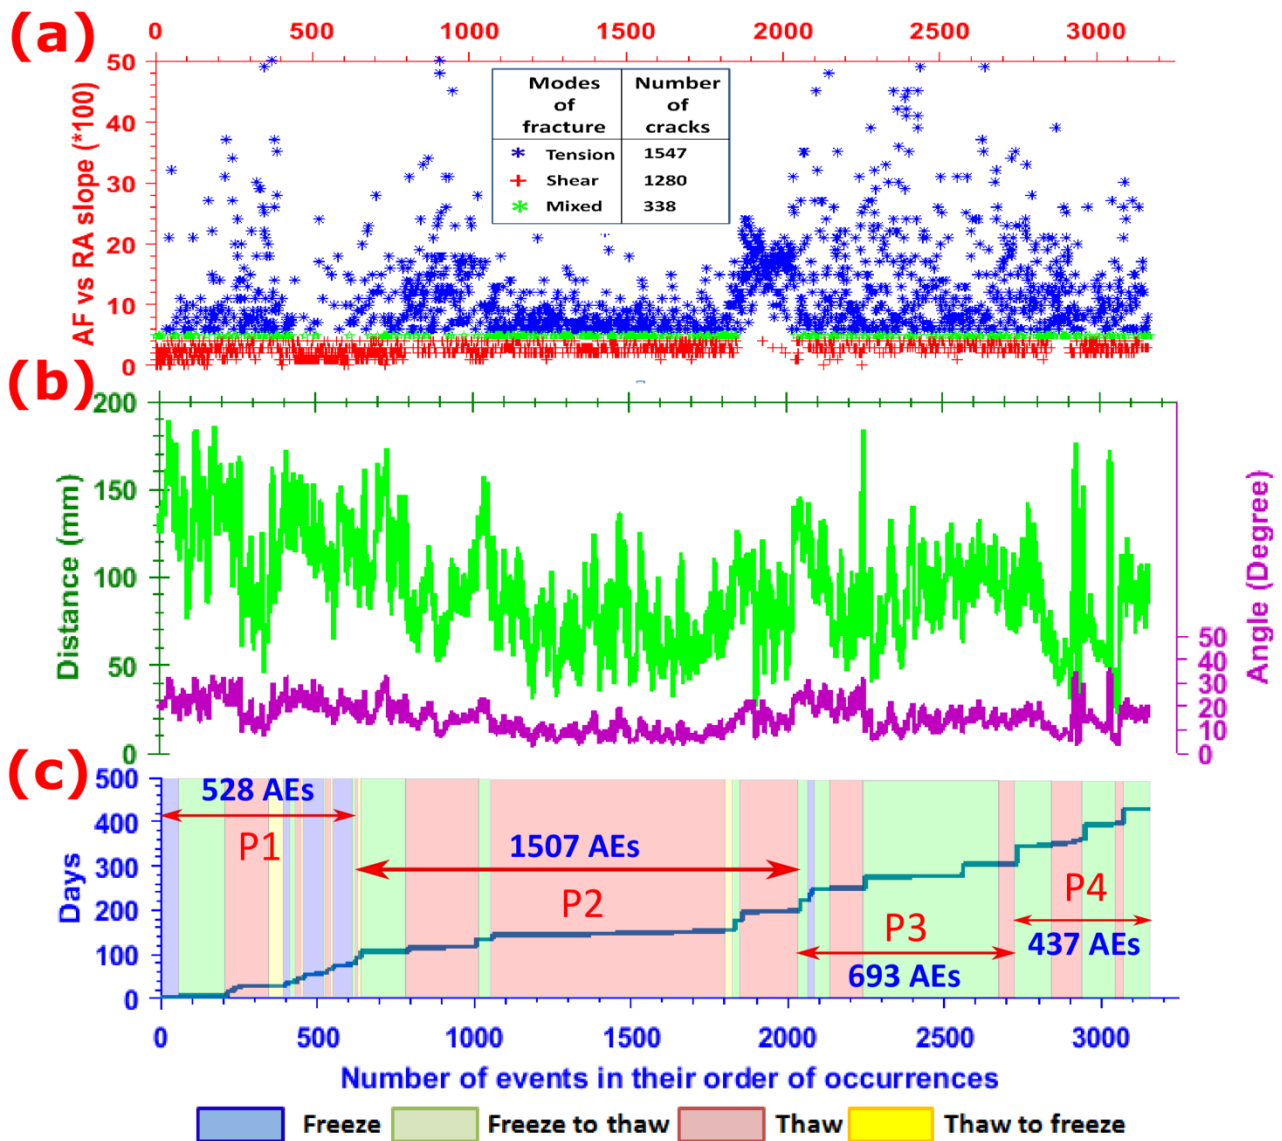 (a)
0 500 1000 1500 2000 2500 3000
AF vs RA slope (*100)
50
40
30
20
10
0
Modes of fracture Number of cracks
Tension 1547
Shear 1280
Mixed 338
(b)
Distance (mm)
200
150
100
50
0
Angle (Degree)
50
40
30
20
10
0
(c)
Days
500
400
300
200
100
0
528 AEs
P1
1507 AEs
P2
P3
693 AEs
P4
437 AEs
0 500 1000 1500 2000 2500 3000
Number of events in their order of occurrences
Freeze Freeze to thaw Thaw Thaw to freeze